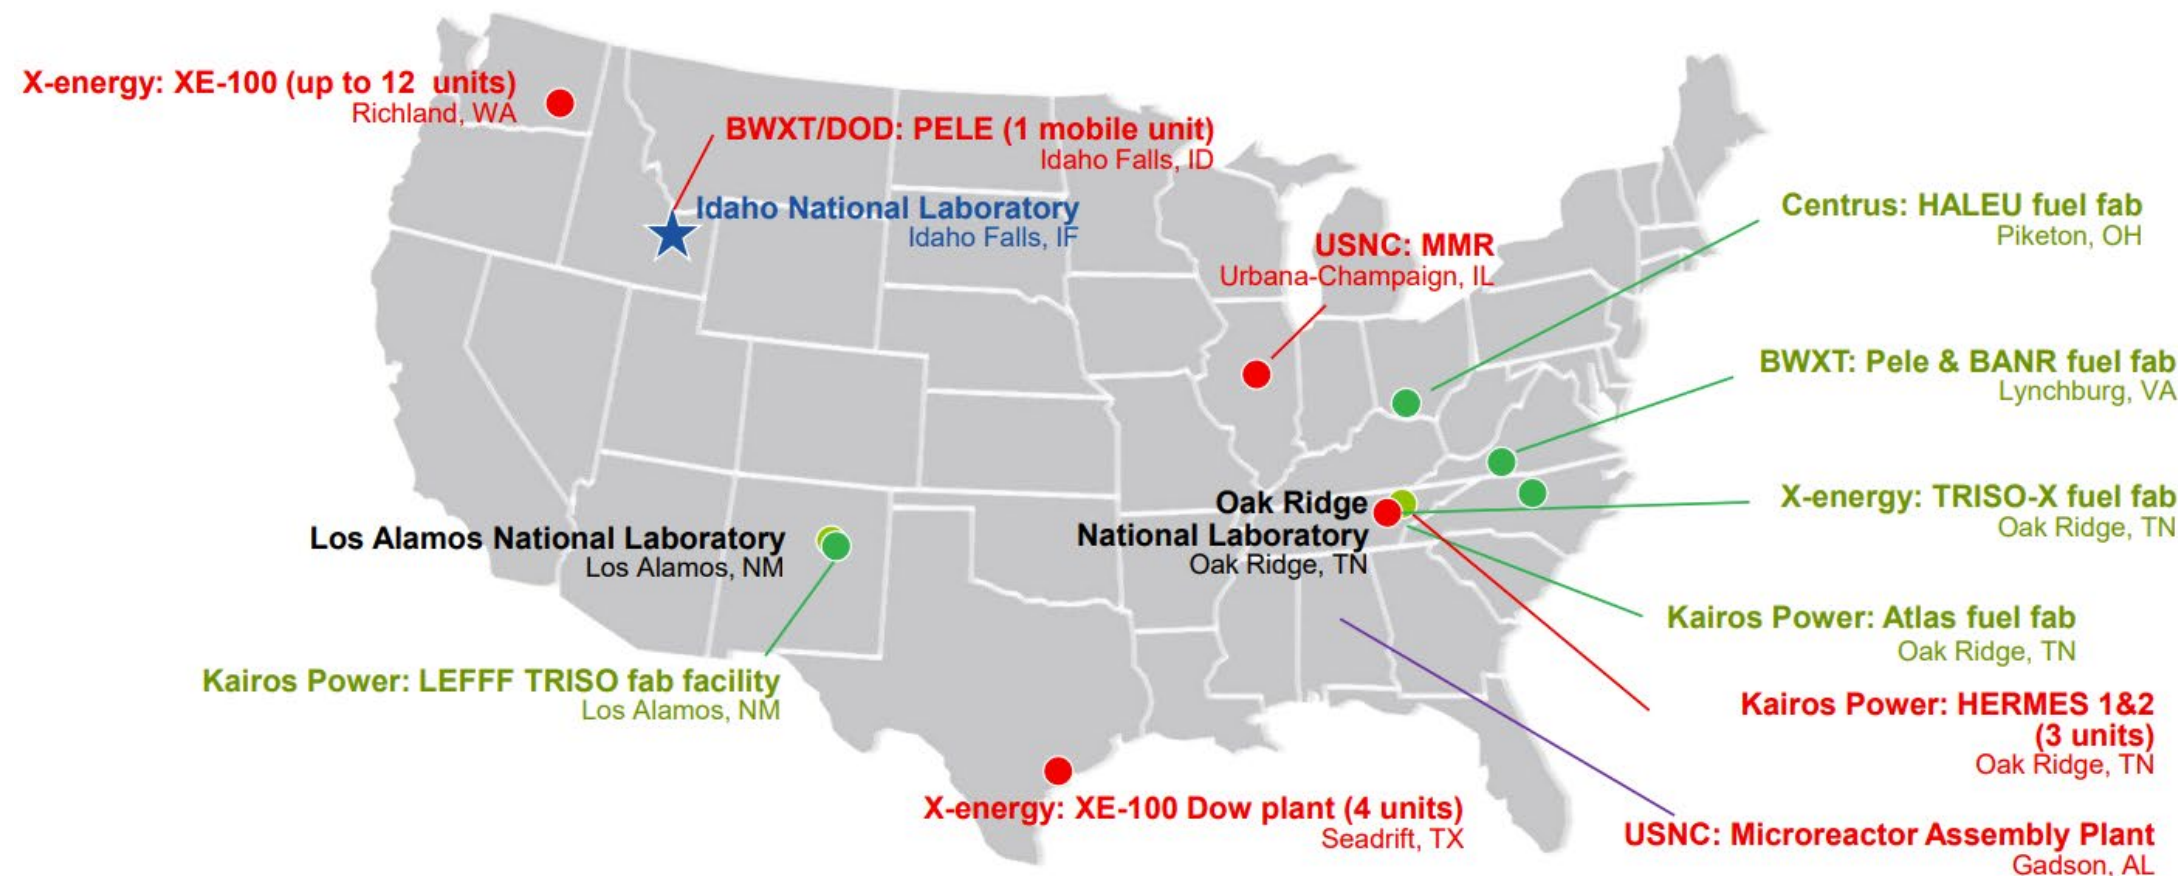 X-energy: XE-100 (up to 12 units)
Richland, WA
BWXT/DOD: PELE (1 mobile unit)
Idaho Falls, ID
Idaho National Laboratory
Idaho Falls, IF
USNC: MMR
Urbana-Champaign, IL
Centrus: HALEU fuel fab
Piketon, OH
BWXT: Pele & BANR fuel fab
Lynchburg, VA
X-energy: TRISO-X fuel fab
Oak Ridge, TN
Oak Ridge
National Laboratory
Oak Ridge, TN
Los Alamos National Laboratory
Los Alamos, NM
Kairos Power: Atlas fuel fab
Oak Ridge, TN
Kairos Power: LEFFF TRISO fab facility
Los Alamos, NM
Kairos Power: HERMES 1&2
(3 units)
Oak Ridge, TN
X-energy: XE-100 Dow plant (4 units)
Seadrift, TX
USNC: Microreactor Assembly Plant
Gadson, AL